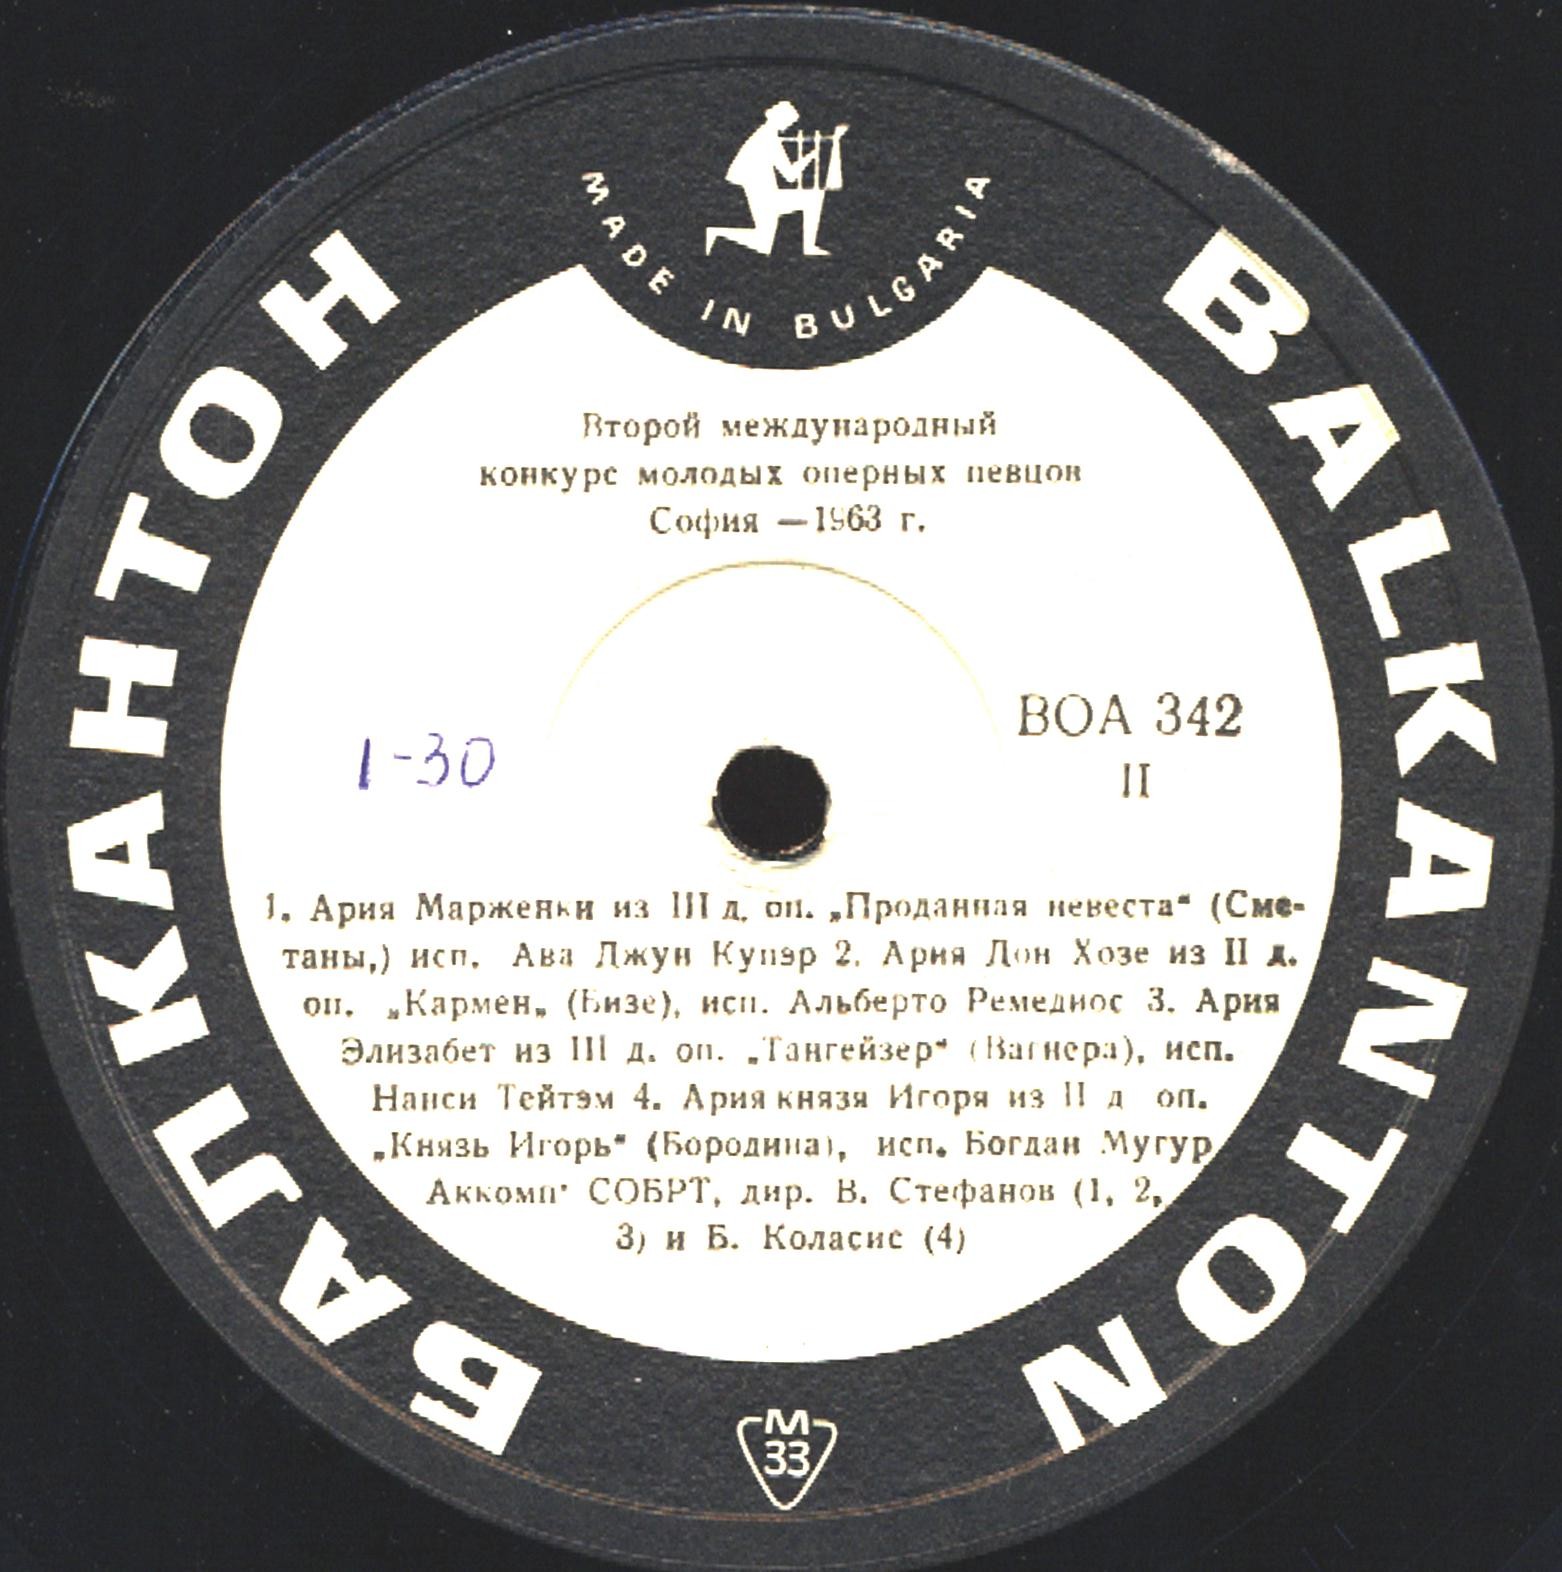 MADE IN BULGARIA
БАЛКАНТОН
BALKANTON
Второй международный
конкурс молодых оперных певцов
София —1963 г.
1-30
ВОА 342
II
1. Ария Марженки из III д. оп. „Проданная невеста“ (Сме-
таны,) исп. Ава Джун Купэр 2. Ария Дон Хозе из II д.
оп. „Кармен„ (Бизе), исп. Альберто Ремедиос 3. Ария
Элизабет из III д. оп. „Тангейзер“ (Вагнера), исп.
Нанси Тейтэм 4. Ария князя Игоря из II д оп.
„Князь Игорь“ (Бородина), исп. Богдан Мугур
Аккомп· СОБРТ, дир. В. Стефанов (1, 2,
3) и Б. Коласис (4)
М
33